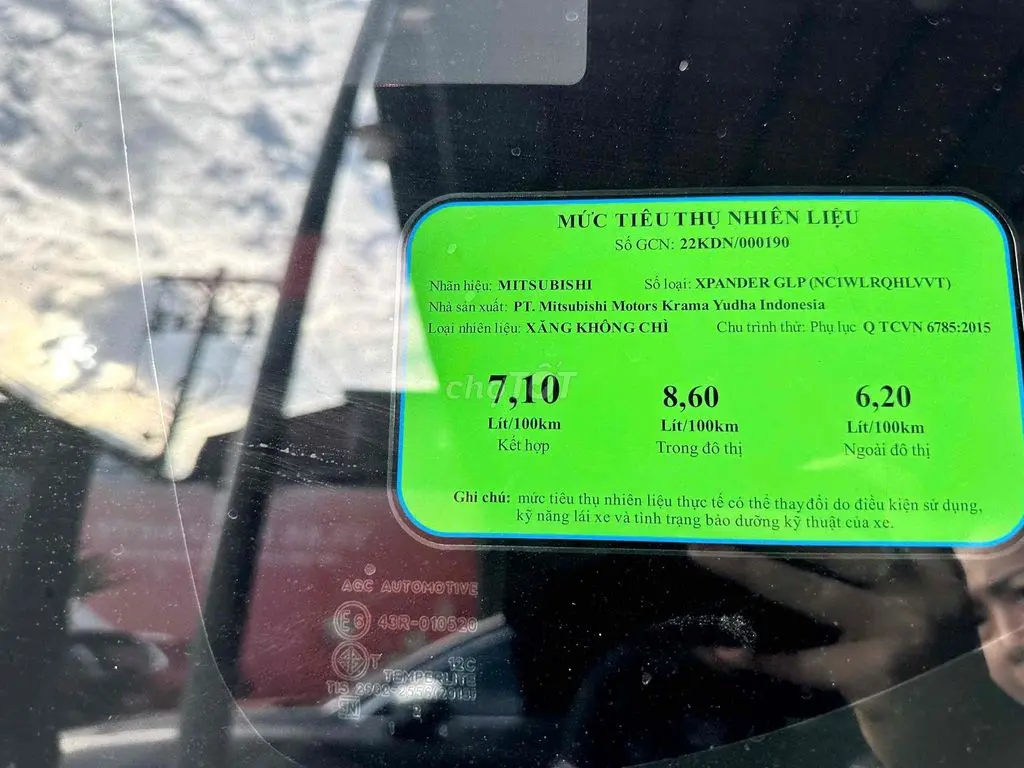 MỨC TIÊU THỤ NHIÊN LIỆU
Số GCN: 22KDN/000190
Nhãn hiệu: MITSUBISHI Số loại: XPANDER GLP (NC1WLRQHLVVT)
Nhà sản xuất: PT. Mitsubishi Motors Krama Yudha Indonesia
Loại nhiên liệu: XĂNG KHÔNG CHÌ Chu trình thử: Phụ lục Q TCVN 6785:2015
chợTỐT
7,10 8,60 6,20
Lít/100km Lít/100km Lít/100km
Kết hợp Trong đô thị Ngoài đô thị
Ghi chú: mức tiêu thụ nhiên liệu thực tế có thể thay đổi do điều kiện sử dụng,
kỹ năng lái xe và tình trạng bảo dưỡng kỹ thuật của xe.
AGC AUTOMOTIVE
E6 43R-010520
T 12C
TEMPERLITE